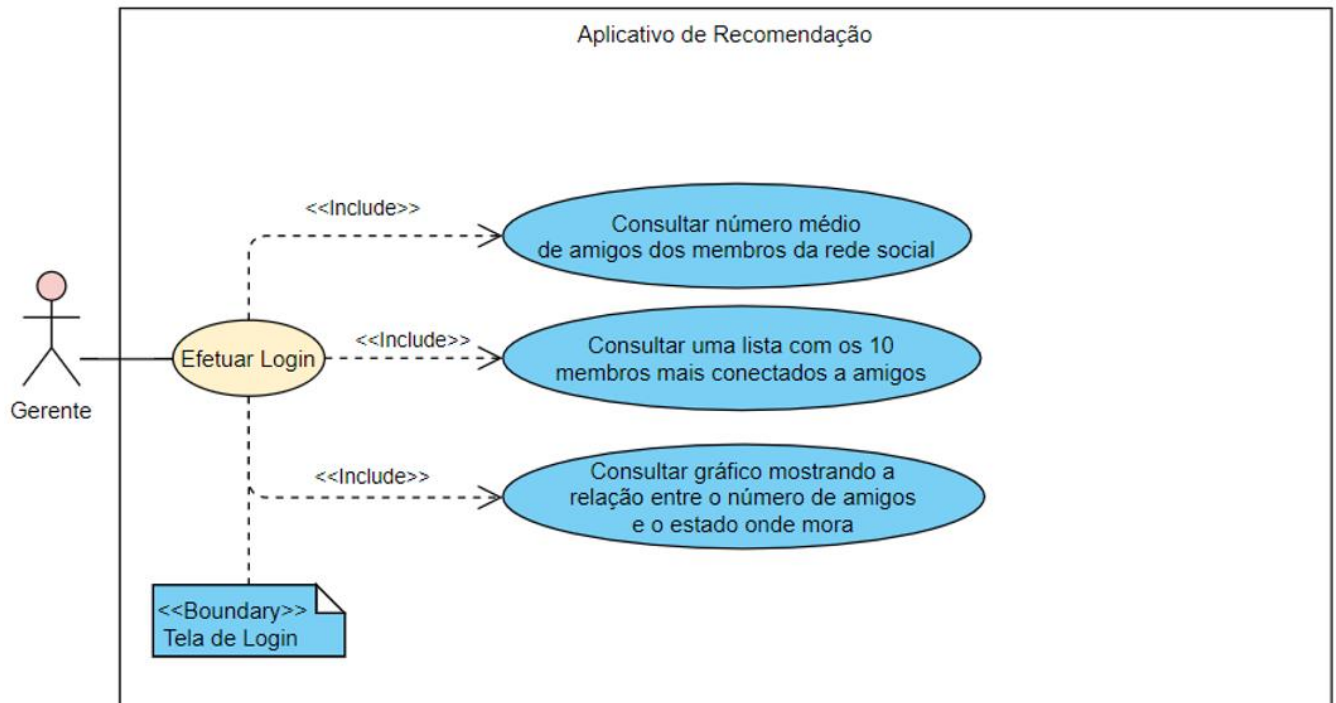 Aplicativo de Recomendação
<<Include>>
Consultar número médio
de amigos dos membros da rede social
<<Include>>
Consultar uma lista com os 10
membros mais conectados a amigos
Efetuar Login
Gerente
<<Include>>
Consultar gráfico mostrando a
relação entre o número de amigos
e o estado onde mora
<<Boundary>>
Tela de Login